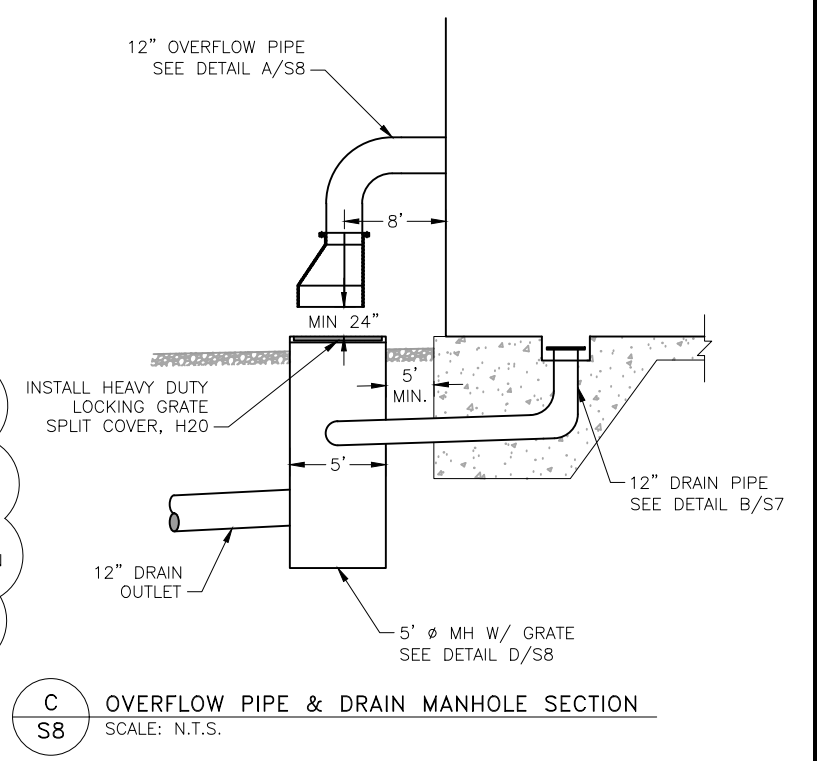 12" OVERFLOW PIPE
SEE DETAIL A/S8
8'
MIN 24"
5'
MIN.
INSTALL HEAVY DUTY
LOCKING GRATE
SPLIT COVER, H20
5'
12" DRAIN PIPE
SEE DETAIL B/S7
12" DRAIN
OUTLET
5' ø MH W/ GRATE
SEE DETAIL D/S8
C
S8
OVERFLOW PIPE & DRAIN MANHOLE SECTION
SCALE: N.T.S.